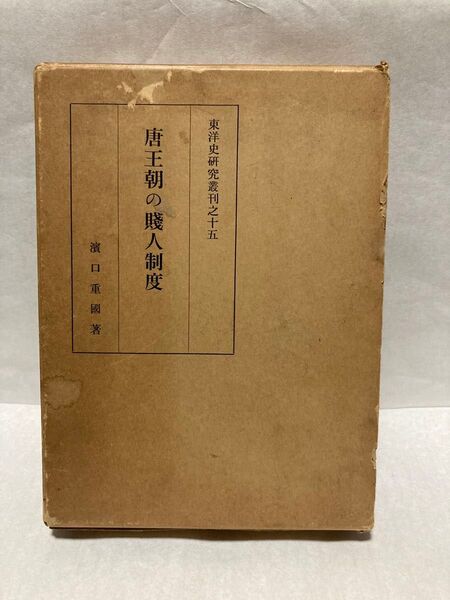 東洋史研究叢刊之十五
唐王朝の賤人制度
濱口重國著